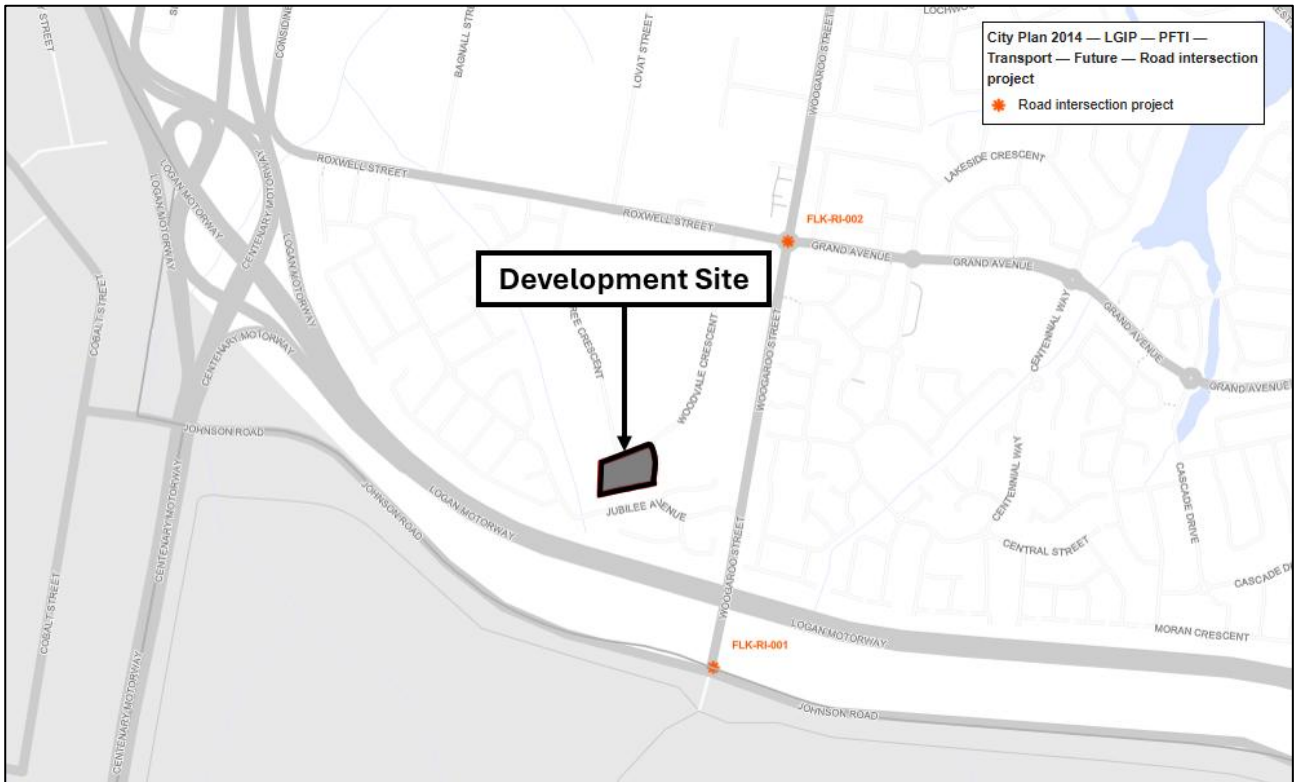 CONSIDINE
BAGNALL STR
LOVAT STREET
WOOGAROO STREET
LOCHWO
City Plan 2014 — LGIP — PFTI —
Transport — Future — Road intersection
project
Road intersection project
STREET
LOGAN MOTORWAY
LOGAN MOTORWAY
CENTENARY MOTORWAY
LOGAN MOTORWAY
ROXWELL STREET
ROXWELL STREET
LAKESIDE CRESCENT
FLK-RI-002
GRAND AVENUE
GRAND AVENUE
GRAND AVENUE
GRAND AVENUE
Development Site
COBALT STREET
CENTENARY MOTORWAY
REE CRESCENT
WOODVALE CRESCENT
WOOGAROO STREET
CENTENNIAL WAY
JOHNSON ROAD
JOHNSON ROAD
LOGAN MOTORWAY
JUBILEE AVENUE
CENTENNIAL WAY
CENTRAL STREET
CASCADE DRIVE
CASCADE D
CENTENARY MOTORWAY
WOOGAROO STREET
COBALT STREET
LOGAN MOTORWAY
MORAN CRESCENT
FLK-RI-001
JOHNSON ROAD
CENTENARY MOTORWAY